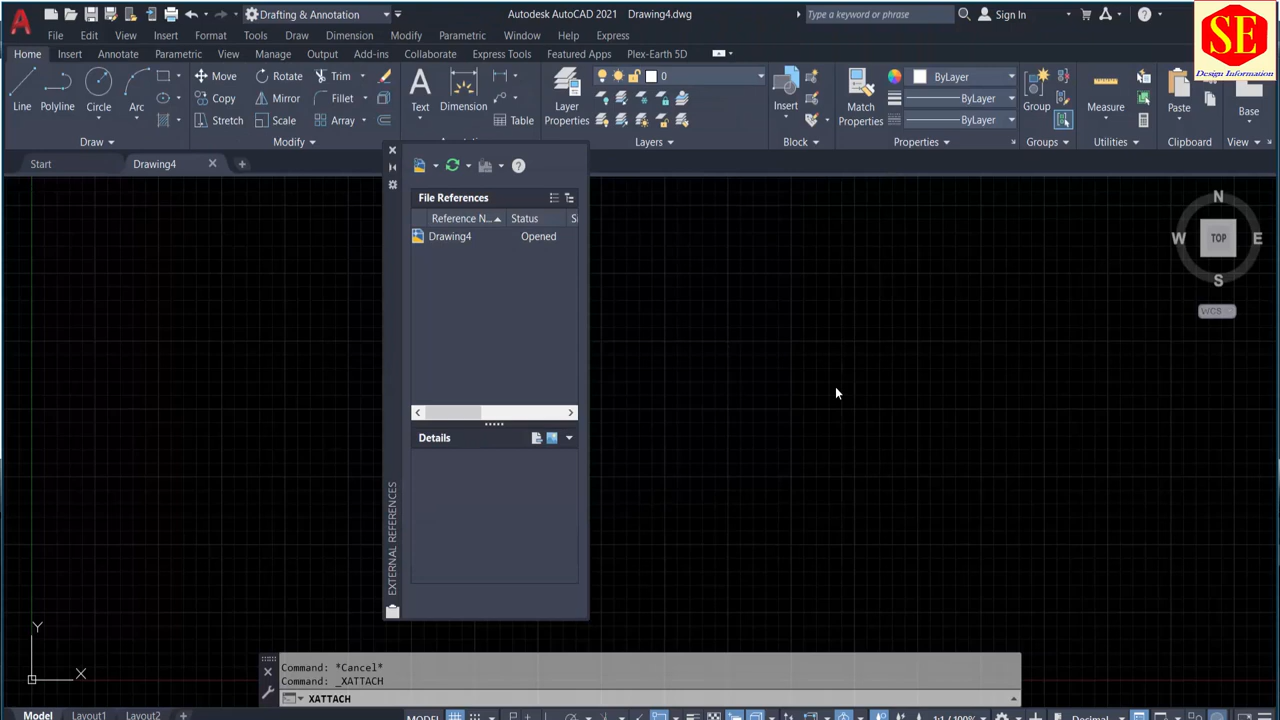 Drafting & Annotation
Autodesk AutoCAD 2021 Drawing4.dwg
Type a keyword or phrase
Sign In
File Edit View Insert Format Tools Draw Dimension Modify Parametric Window Help Express
Home Insert Annotate Parametric View Manage Output Add-ins Collaborate Express Tools Featured Apps Plex-Earth 5D
SE
Design Information
Move Rotate Trim
0
ByLayer
Line Polyline Circle Arc
Copy Mirror Fillet
Text Dimension
Layer
Properties
Insert
Match
Properties
ByLayer
Group
Measure
Paste
Base
Stretch Scale Array
Table
ByLayer
Draw
Modify
Layers
Block
Properties
Groups
Utilities
Clipboard
View
Start
Drawing4
File References
Reference N... Status S
Drawing4 Opened
Details
EXTERNAL REFERENCES
N
W TOP E
S
WCS
Y
X
Command: *Cancel*
Command: _XATTACH
XATTACH
Model Layout1 Layout2
MODEL
1:1 / 100%
Decimal